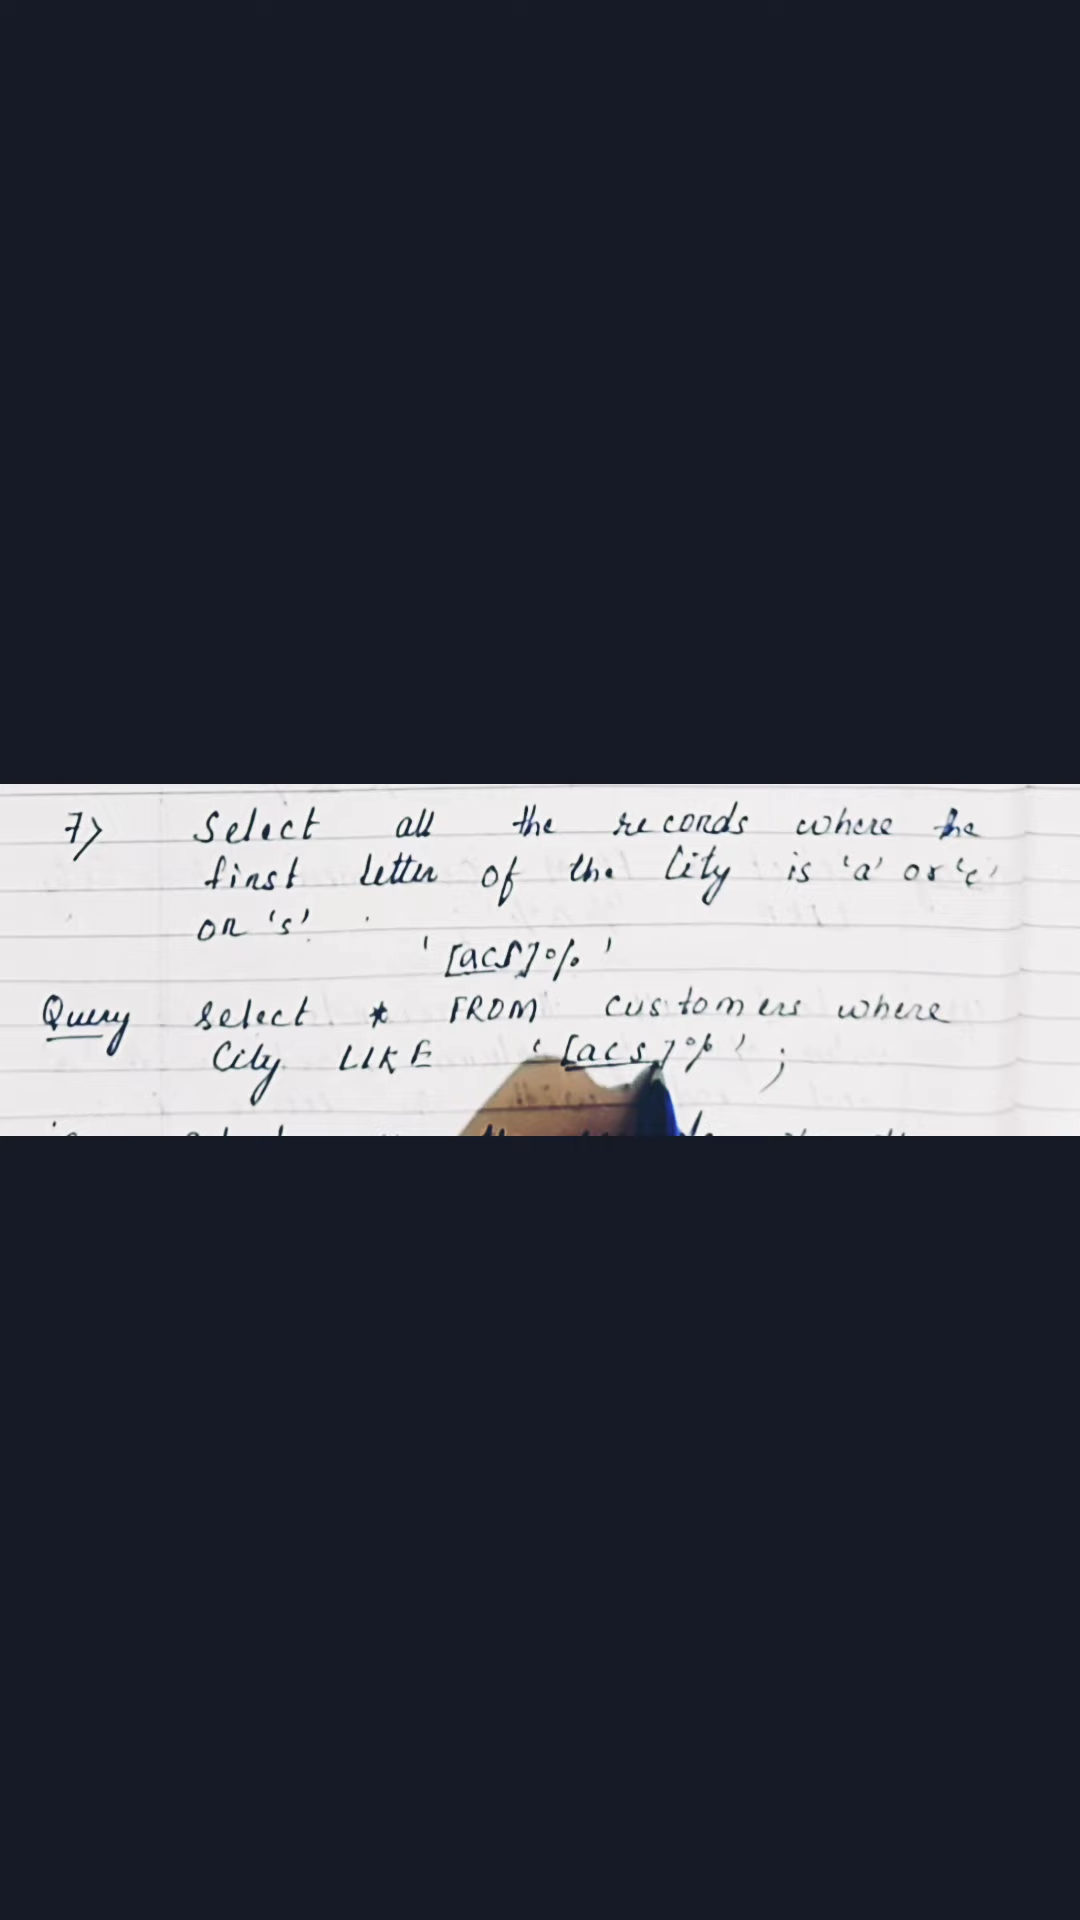 7) Select all the records where the
first letter of the City is 'a' or 'c'
or 's'.
'[acs]%'
Query select * FROM customers where
City LIKE '[acs]%';